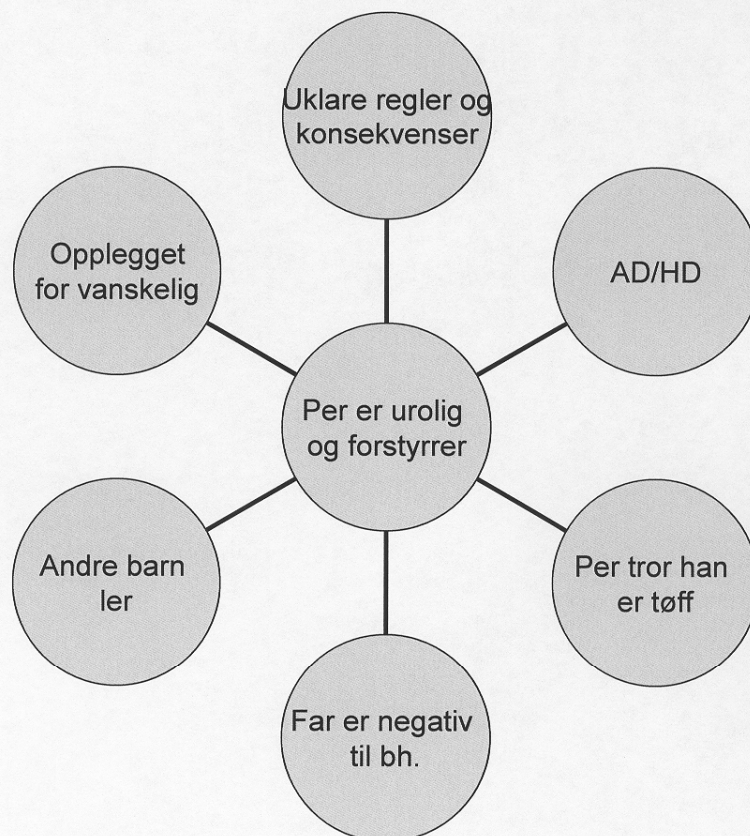 Uklare regler og
konsekvenser
Opplegget
for vanskelig
AD/HD
Per er urolig
og forstyrrer
Andre barn
ler
Per tror han
er tøff
Far er negativ
til bh.